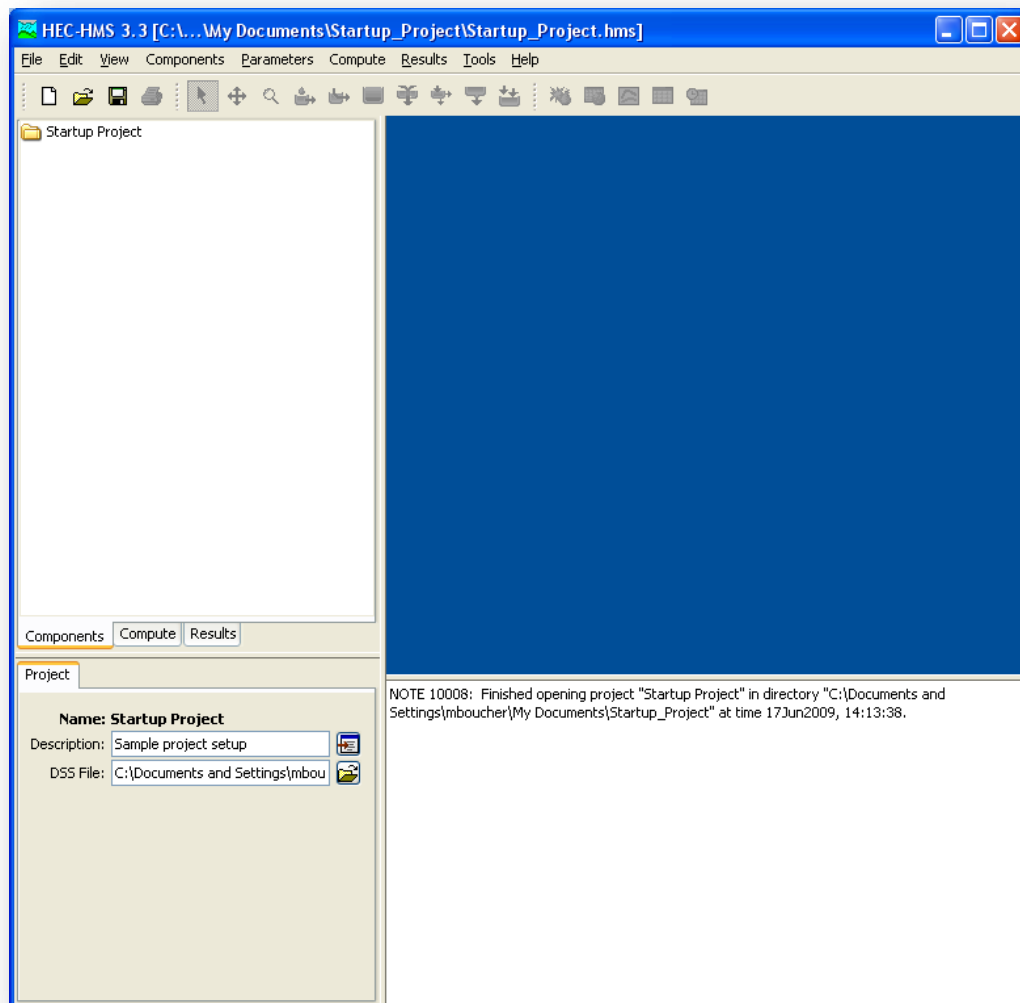 HEC-HMS 3.3 [C:\...\My Documents\Startup_Project\Startup_Project.hms]
File Edit View Components Parameters Compute Results Tools Help
Startup Project
Components Compute Results
Project
Name: Startup Project
Description: Sample project setup
DSS File: C:\Documents and Settings\mbou
NOTE 10008: Finished opening project "Startup Project" in directory "C:\Documents and
Settings\mboucher\My Documents\Startup_Project" at time 17Jun2009, 14:13:38.